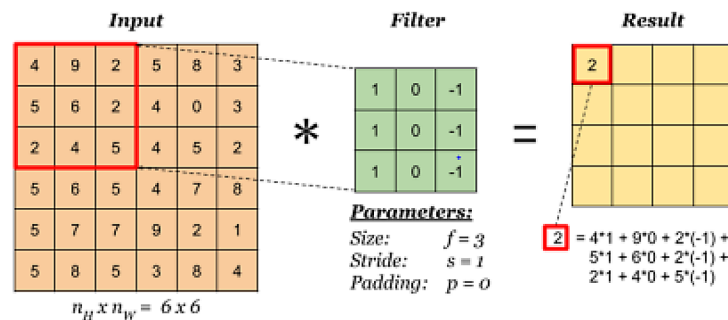 Input
Filter
Result
4 9 2 5 8 3
5 6 2 4 0 3
2 4 5 4 5 2
5 6 5 4 7 8
5 7 7 9 2 1
5 8 5 3 8 4
n_H x n_W = 6 x 6
*
1 0 -1
1 0 -1
1 0 -1
Parameters:
Size: f = 3
Stride: s = 1
Padding: p = 0
=
2
2 = 4*1 + 9*0 + 2*(-1) +
5*1 + 6*0 + 2*(-1) +
2*1 + 4*0 + 5*(-1)